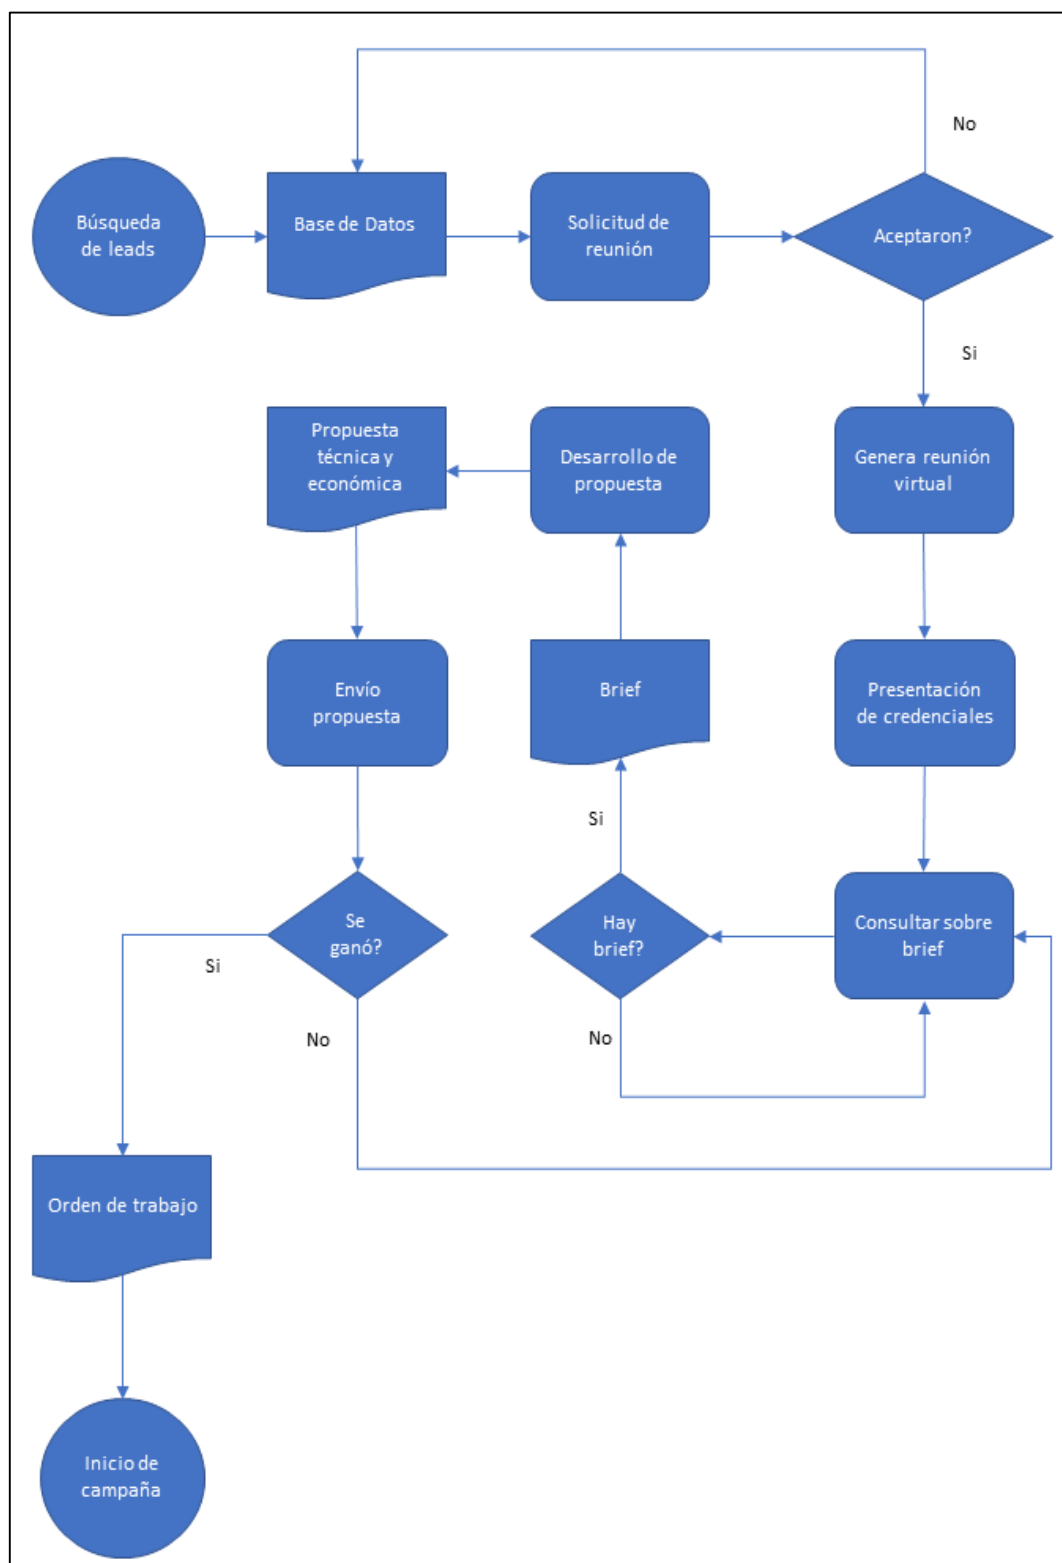 No
Búsqueda
de leads
Base de Datos
Solicitud de
reunión
Aceptaron?
Si
Propuesta
técnica y
económica
Desarrollo de
propuesta
Genera reunión
virtual
Envío
propuesta
Brief
Presentación
de credenciales
Si
Se
ganó?
Hay
brief?
Consultar sobre
brief
Si
No
No
Orden de trabajo
Inicio de
campaña